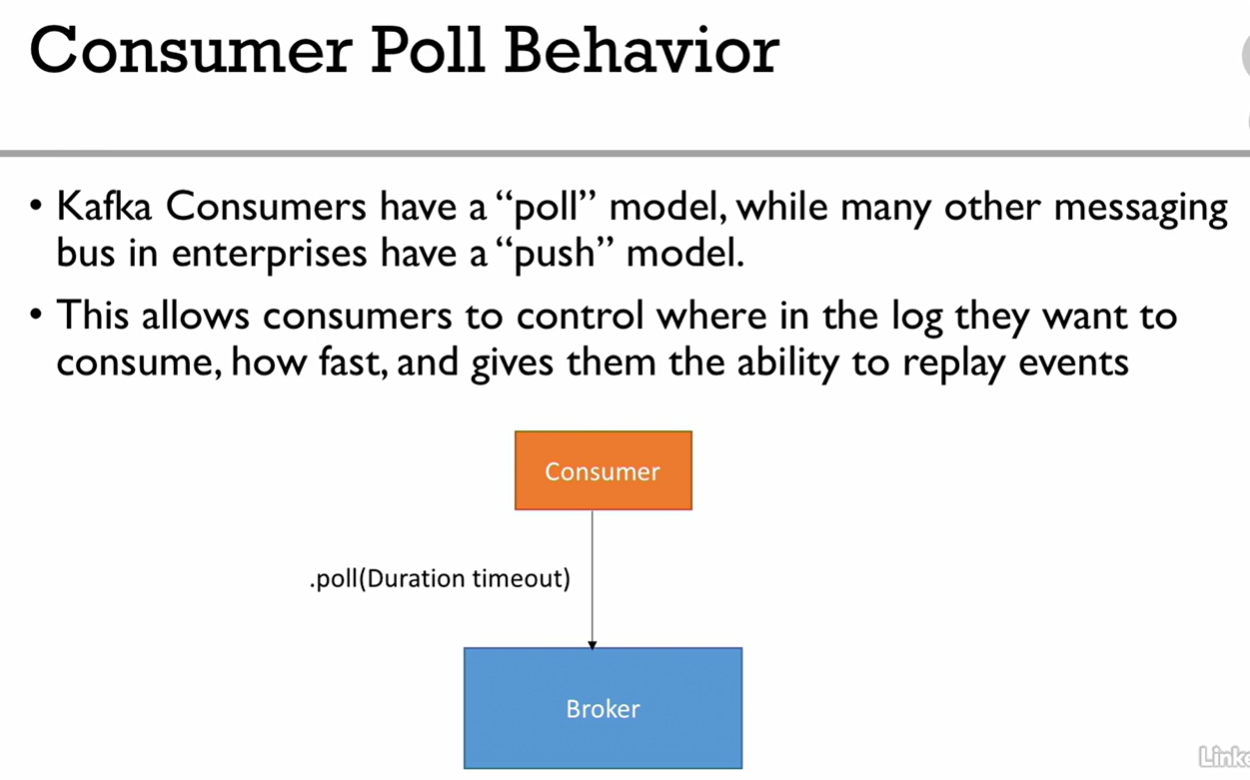 Consumer Poll Behavior
• Kafka Consumers have a “poll” model, while many other messaging
bus in enterprises have a “push” model.
• This allows consumers to control where in the log they want to
consume, how fast, and gives them the ability to replay events
Consumer
.poll(Duration timeout)
Broker